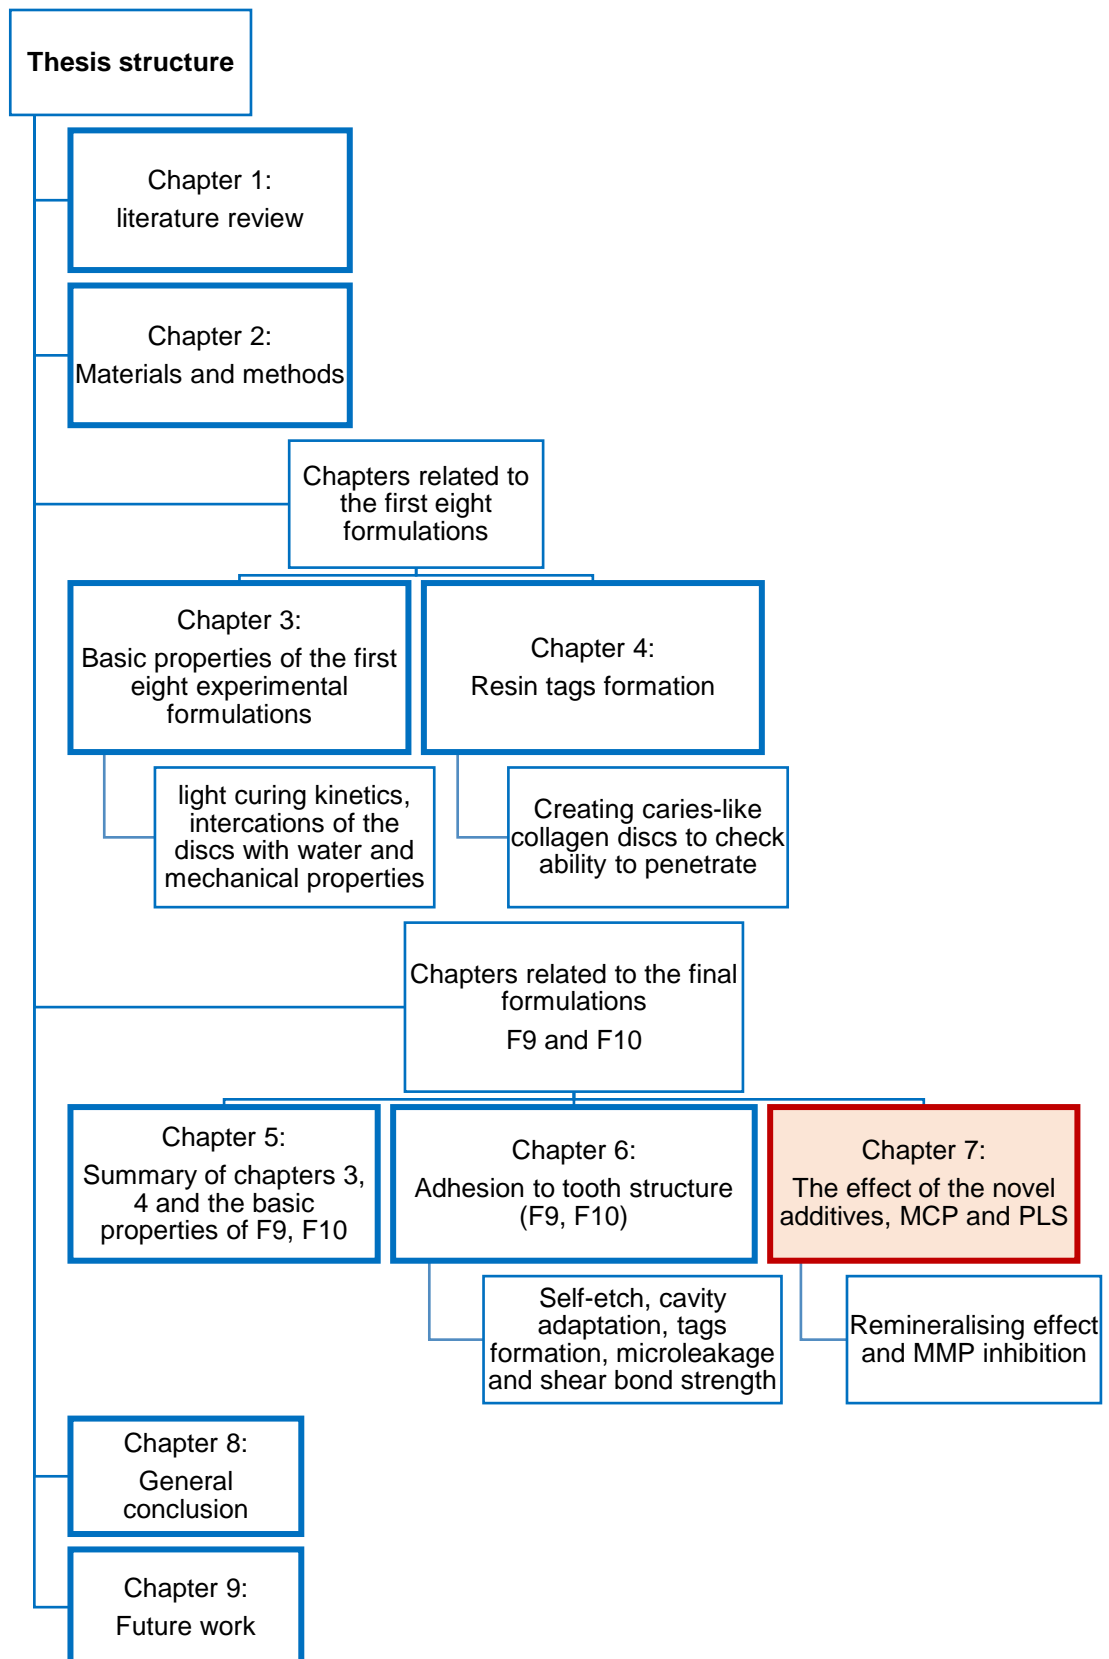 Thesis structure
Chapter 1:
literature review
Chapter 2:
Materials and methods
Chapters related to
the first eight
formulations
Chapter 3:
Basic properties of the first
eight experimental
formulations
Chapter 4:
Resin tags formation
light curing kinetics,
intercations of the
discs with water and
mechanical properties
Creating caries-like
collagen discs to check
ability to penetrate
Chapters related to the final
formulations
F9 and F10
Chapter 5:
Summary of chapters 3,
4 and the basic
properties of F9, F10
Chapter 6:
Adhesion to tooth structure
(F9, F10)
Chapter 7:
The effect of the novel
additives, MCP and PLS
Self-etch, cavity
adaptation, tags
formation, microleakage
and shear bond strength
Remineralising effect
and MMP inhibition
Chapter 8:
General
conclusion
Chapter 9:
Future work